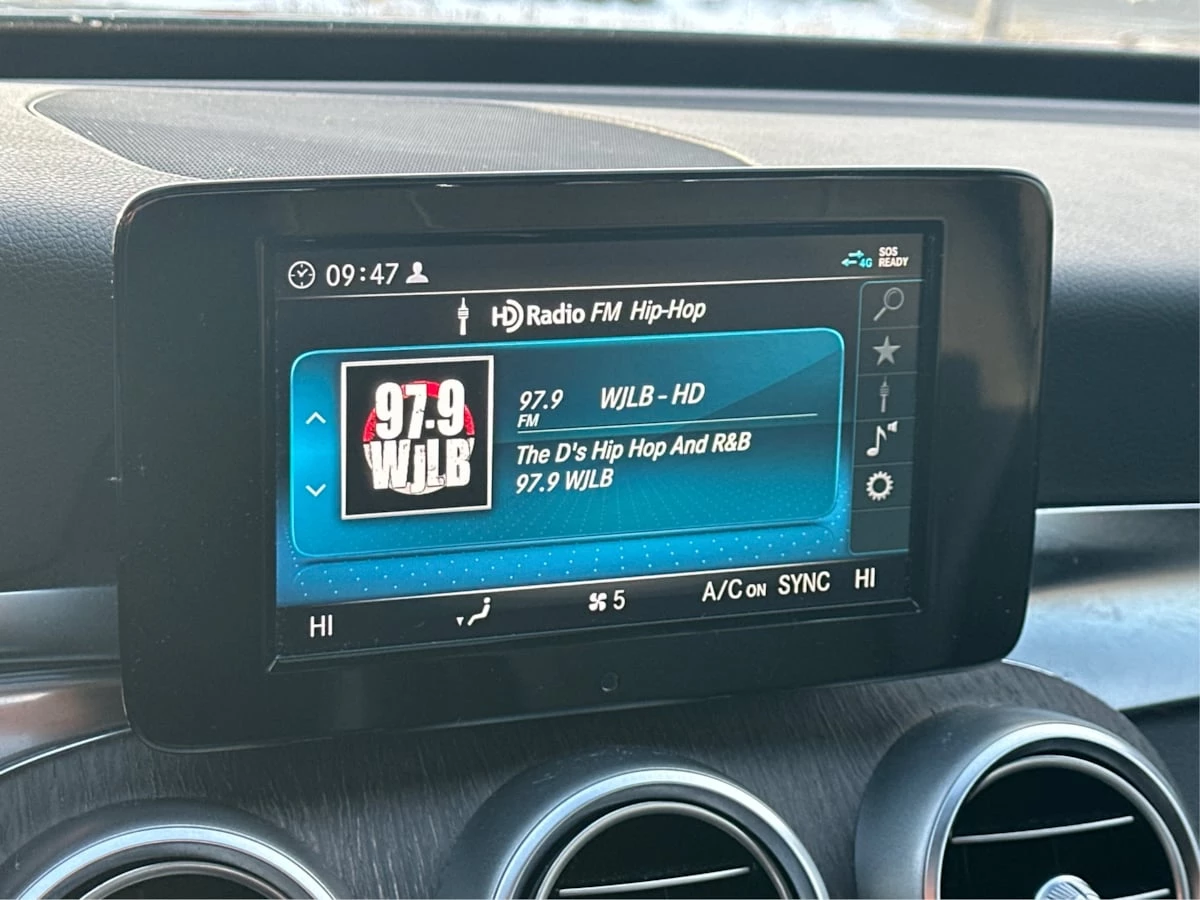 09:47
4G SOS READY
HD Radio FM Hip-Hop
97.9 WJLB
97.9 FM WJLB - HD
The D's Hip Hop And R&B
97.9 WJLB
HI 5 A/C ON SYNC HI